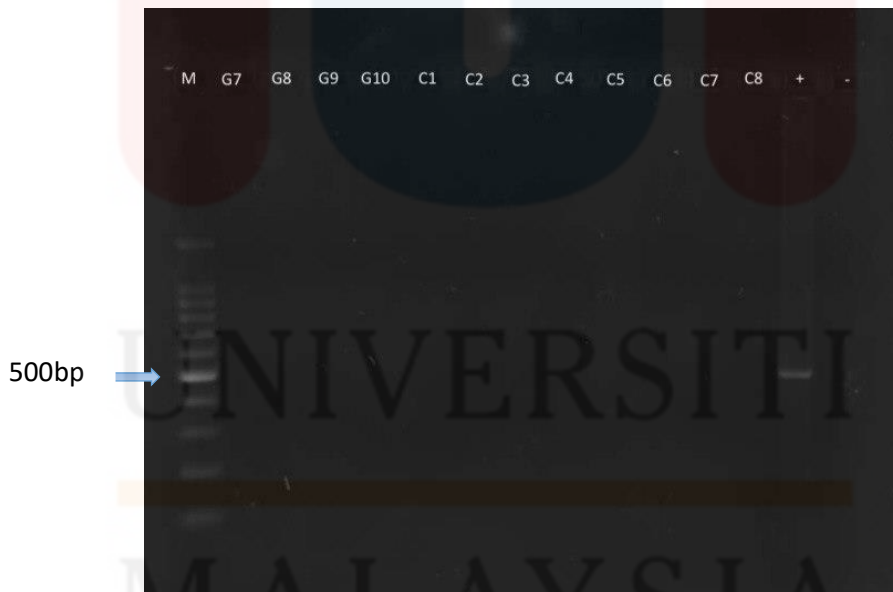 M G7 G8 G9 G10 C1 C2 C3 C4 C5 C6 C7 C8 + -
500bp
UNIVERSITI
MALAYSIA